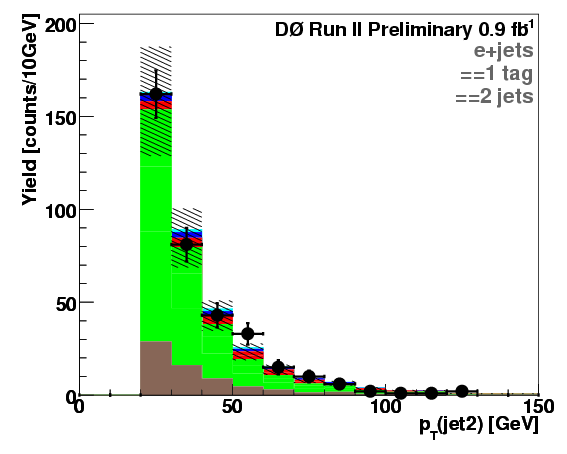 DØ Run II Preliminary 0.9 fb-1
e+jets
==1 tag
==2 jets
Yield [counts/10GeV]
200
150
100
50
0
0 50 100 150
pT(jet2) [GeV]